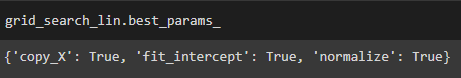 grid_search_lin.best_params_
{'copy_X': True, 'fit_intercept': True, 'normalize': True}